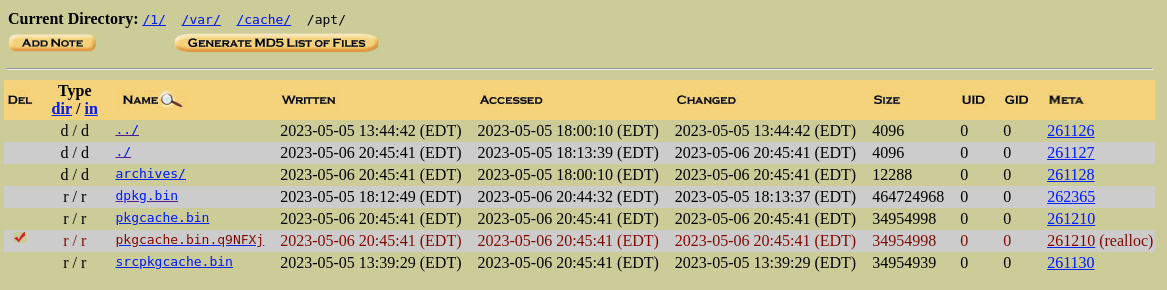 Current Directory: /1/ /var/ /cache/ /apt/
ADD NOTE GENERATE MD5 LIST OF FILES
DEL Type dir / in NAME WRITTEN ACCESSED CHANGED SIZE UID GID META
d / d ../ 2023-05-05 13:44:42 (EDT) 2023-05-05 18:00:10 (EDT) 2023-05-05 13:44:42 (EDT) 4096 0 0 261126
d / d ./ 2023-05-06 20:45:41 (EDT) 2023-05-05 18:13:39 (EDT) 2023-05-06 20:45:41 (EDT) 4096 0 0 261127
d / d archives/ 2023-05-06 20:45:41 (EDT) 2023-05-05 18:00:10 (EDT) 2023-05-06 20:45:41 (EDT) 12288 0 0 261128
r / r dpkg.bin 2023-05-05 18:12:49 (EDT) 2023-05-06 20:44:32 (EDT) 2023-05-05 18:13:37 (EDT) 464724968 0 0 262365
r / r pkgcache.bin 2023-05-06 20:45:41 (EDT) 2023-05-06 20:45:41 (EDT) 2023-05-06 20:45:41 (EDT) 34954998 0 0 261210
r / r pkgcache.bin.q9NFXj 2023-05-06 20:45:41 (EDT) 2023-05-06 20:45:41 (EDT) 2023-05-06 20:45:41 (EDT) 34954998 0 0 261210 (realloc)
r / r srcpkgcache.bin 2023-05-05 13:39:29 (EDT) 2023-05-06 20:45:41 (EDT) 2023-05-05 13:39:29 (EDT) 34954939 0 0 261130